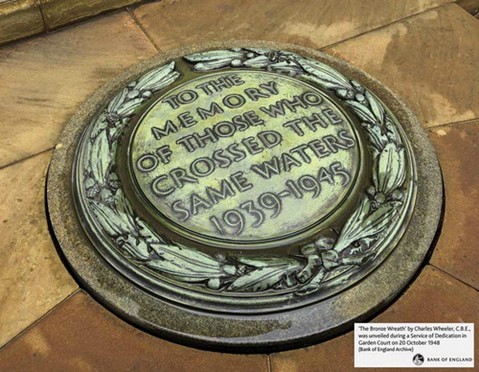 TO THE
MEMORY
OF THOSE WHO
CROSSED THE
SAME WATERS
1939-1945
'The Bronze Wreath' by Charles Wheeler, C.B.E.,
was unveiled during a Service of Dedication in
Garden Court on 20 October 1948
(Bank of England Archive)
BANK OF ENGLAND